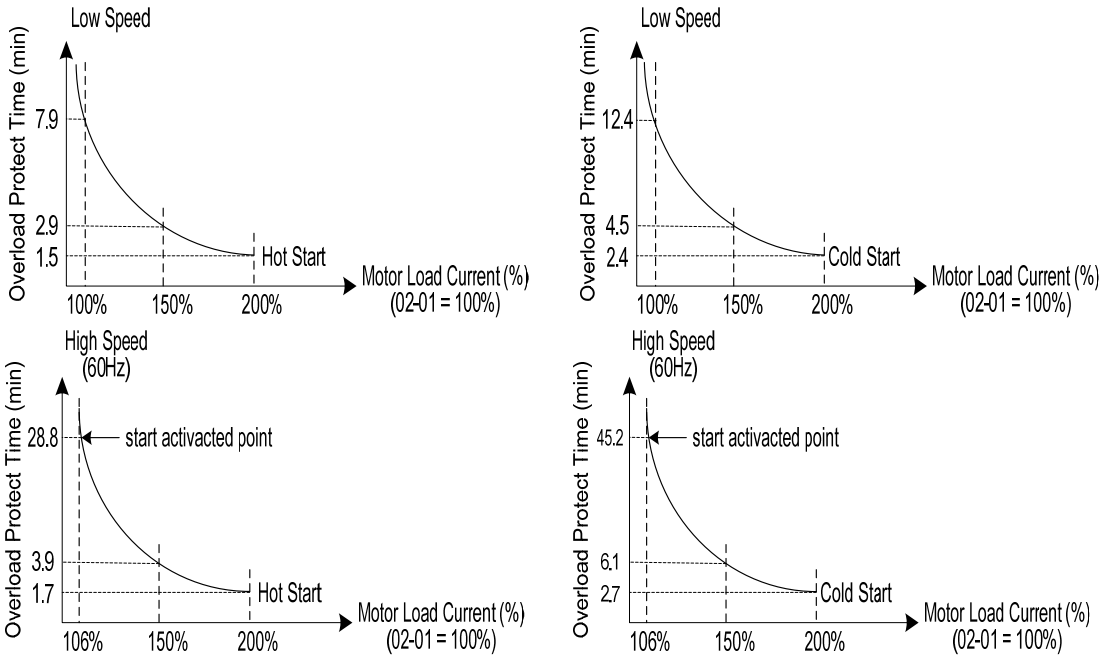 Low Speed
Overload Protect Time (min)
7.9
2.9
1.5
Hot Start
100%
150%
200%
Motor Load Current (%)
(02-01 = 100%)
Low Speed
Overload Protect Time (min)
12.4
4.5
2.4
Cold Start
100%
150%
200%
Motor Load Current (%)
(02-01 = 100%)
High Speed
(60Hz)
Overload Protect Time (min)
28.8
start activacted point
3.9
1.7
Hot Start
106%
150%
200%
Motor Load Current (%)
(02-01 = 100%)
High Speed
(60Hz)
Overload Protect Time (min)
45.2
start activacted point
6.1
2.7
Cold Start
106%
150%
200%
Motor Load Current (%)
(02-01 = 100%)